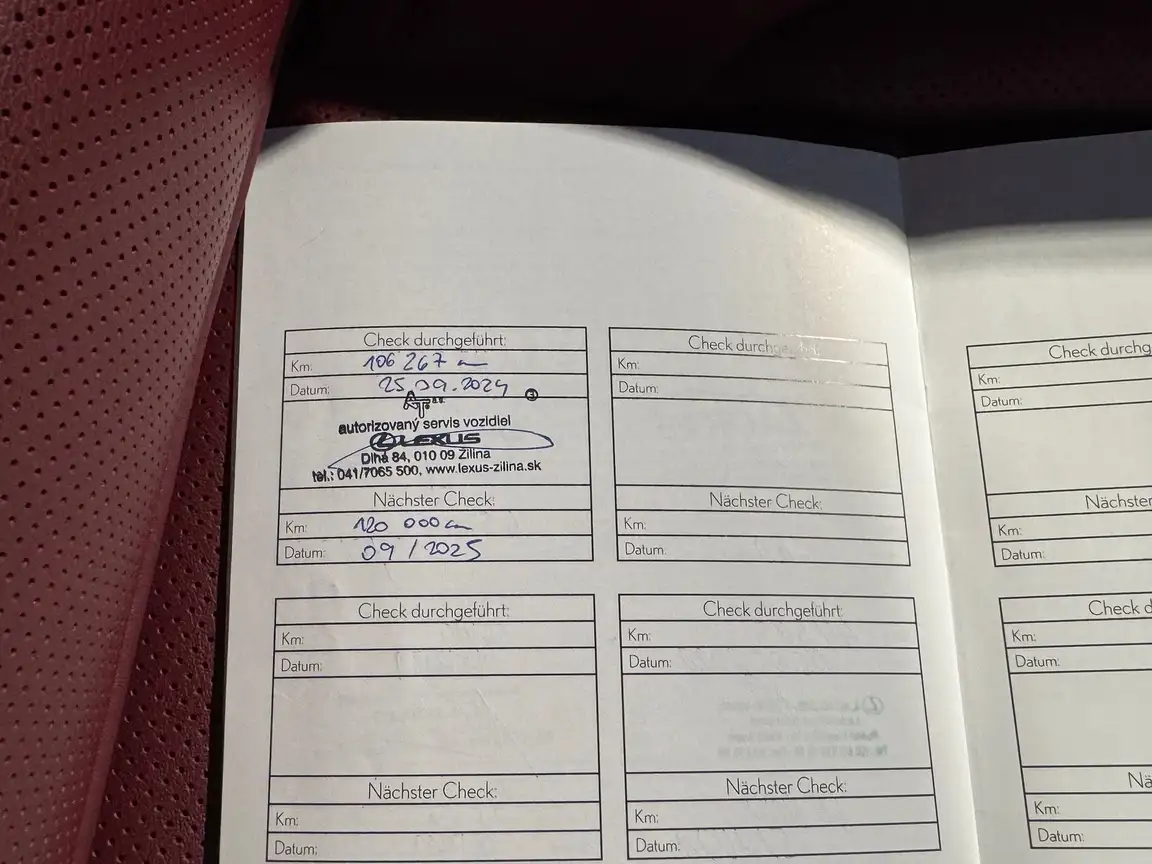 Check durchgeführt:
Km: 106 267
Datum: 25.09.2024
3
autorizovaný servis vozidiel
LEXUS
Dlhá 84, 010 09 Žilina
tel.: 041/7065 500, www.lexus-zilina.sk
Nächster Check:
Km: 120 000
Datum: 09/2025
Check durchgeführt:
Km:
Datum:
Nächster Check:
Km:
Datum:
Check durchg
Km:
Datum:
Nächster
Km:
Datum:
Check durchgeführt:
Km:
Datum:
Nächster Check:
Km:
Datum:
Check durchgeführt:
Km:
Datum:
Nächster Check:
Km:
Datum:
Check d
Km:
Datum:
Nä
Km:
Datum: